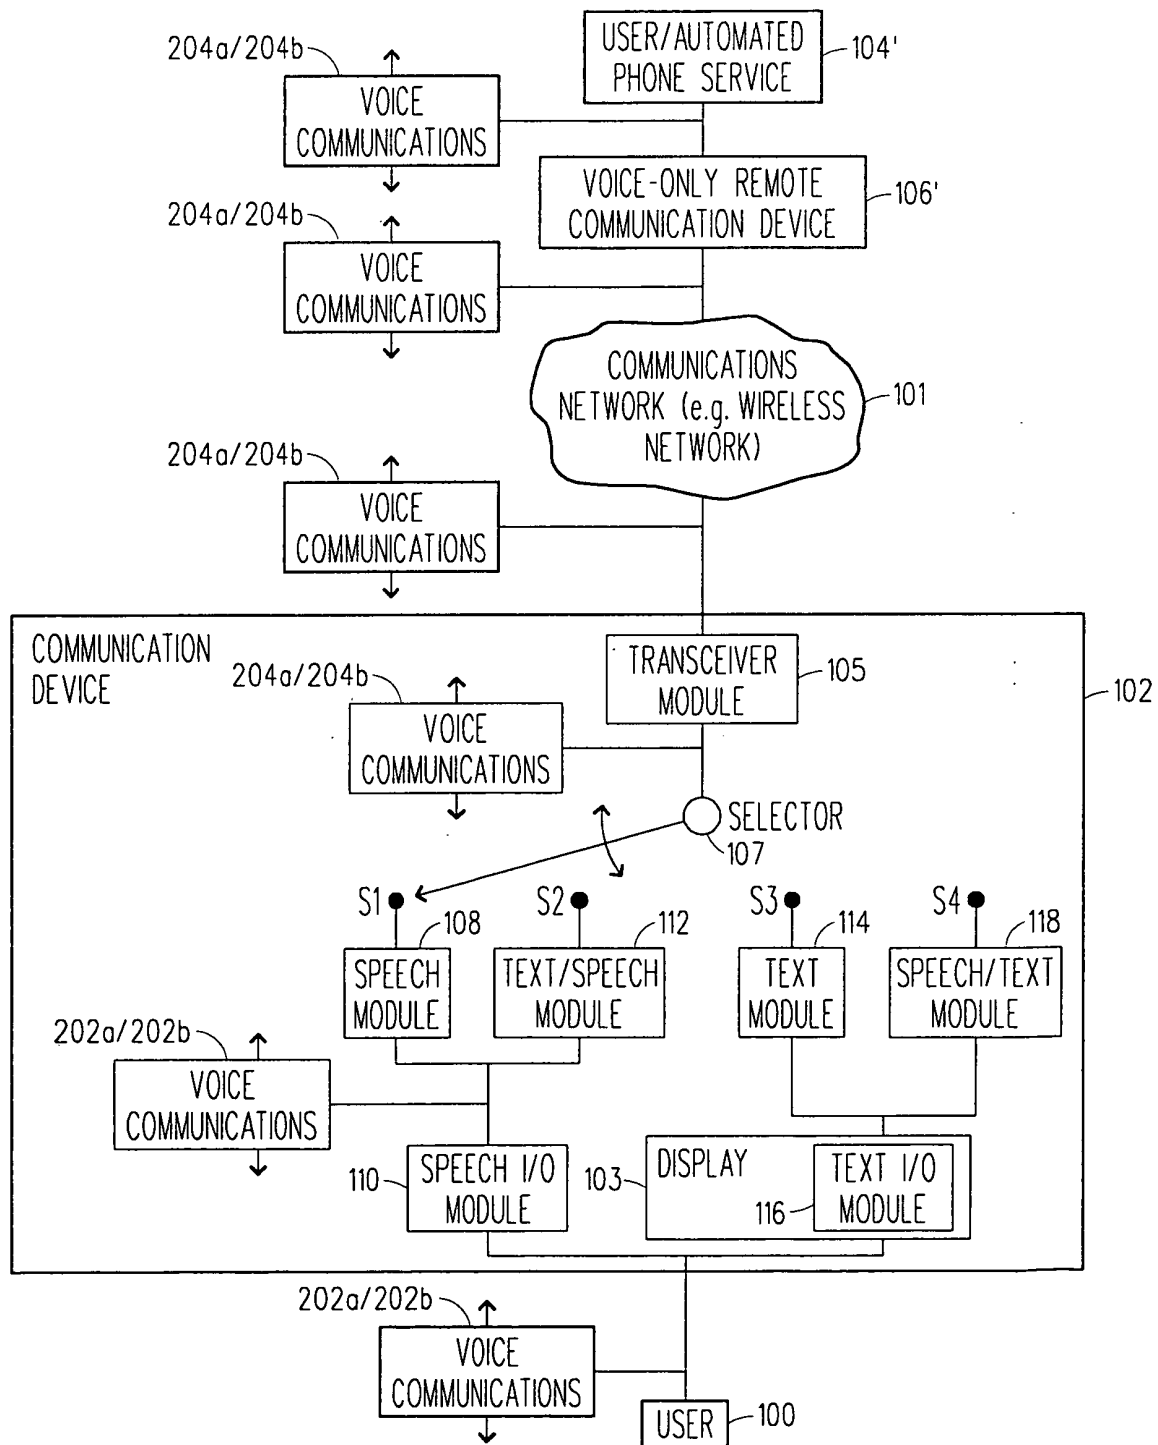 204a/204b
USER/AUTOMATED
PHONE SERVICE
104'
VOICE
COMMUNICATIONS
VOICE-ONLY REMOTE
COMMUNICATION DEVICE
106'
204a/204b
VOICE
COMMUNICATIONS
COMMUNICATIONS
NETWORK (e.g. WIRELESS
NETWORK)
101
204a/204b
VOICE
COMMUNICATIONS
COMMUNICATION
DEVICE
TRANSCEIVER
MODULE
105
102
204a/204b
VOICE
COMMUNICATIONS
SELECTOR
107
S1
S2
S3
S4
108
112
114
118
SPEECH
MODULE
TEXT/SPEECH
MODULE
TEXT
MODULE
SPEECH/TEXT
MODULE
202a/202b
VOICE
COMMUNICATIONS
110
SPEECH I/O
MODULE
103
DISPLAY
116
TEXT I/O
MODULE
202a/202b
VOICE
COMMUNICATIONS
USER
100